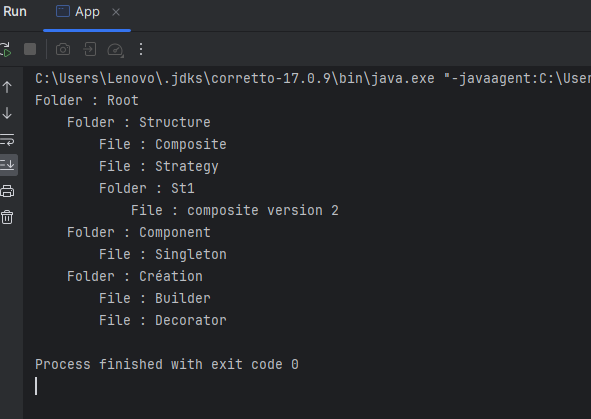 Run App
C:\Users\Lenovo\.jdks\corretto-17.0.9\bin\java.exe "-javaagent:C:\User
Folder : Root
    Folder : Structure
        File : Composite
        File : Strategy
        Folder : St1
            File : composite version 2
    Folder : Component
        File : Singleton
    Folder : Création
        File : Builder
        File : Decorator
Process finished with exit code 0